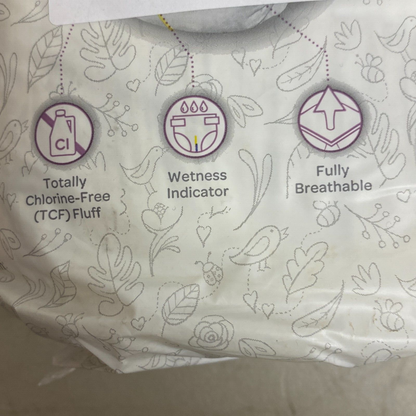 Cl
Totally
Chlorine-Free
(TCF) Fluff
Wetness
Indicator
Fully
Breathable